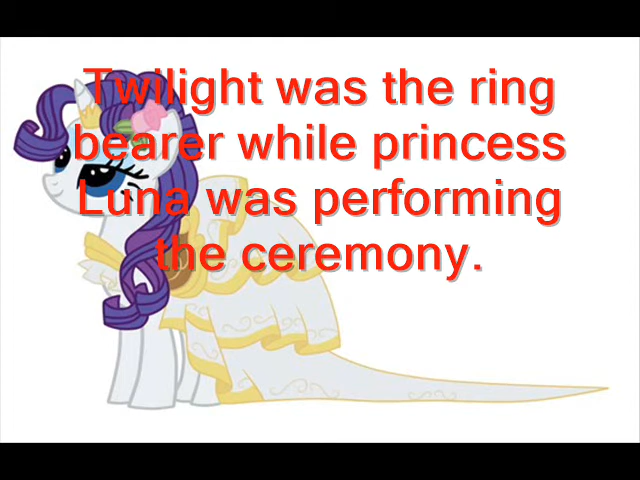 Twilight was the ring
bearer while princess
Luna was performing
the ceremony.